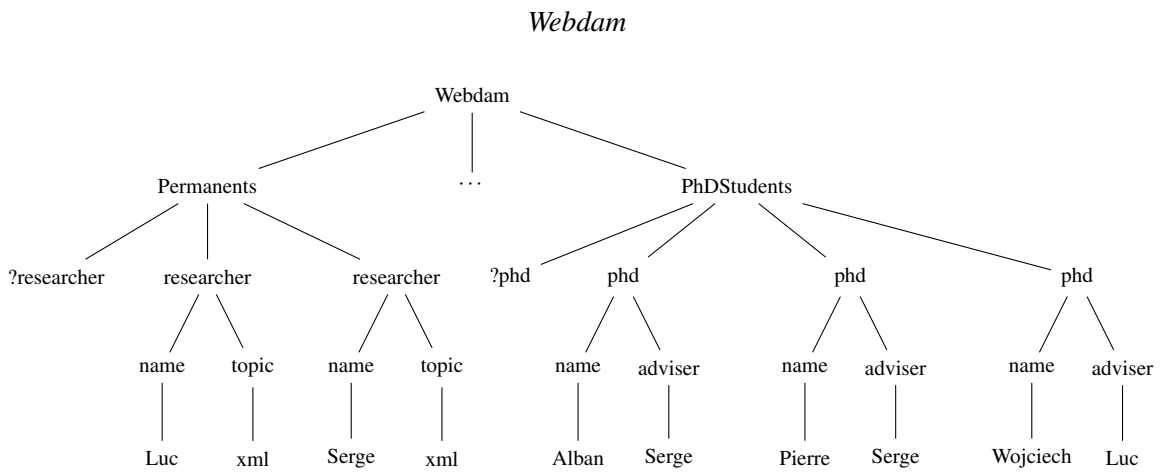 Webdam
Webdam
Permanents ... PhDStudents
?researcher researcher researcher ?phd phd phd phd
name topic name topic name adviser name adviser name adviser
Luc xml Serge xml Alban Serge Pierre Serge Wojciech Luc